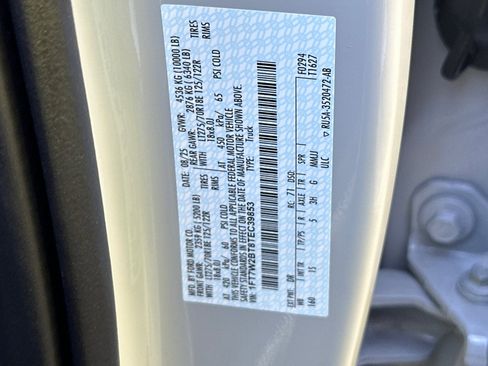 MFD. BY FORD MOTOR CO.
DATE: 08/25 GVWR: 4536 KG (10000 LB)
FRONT GAWR: 2359 KG (5200 LB) REAR GAWR: 2876 KG (6340 LB)
LT275/70R18E 125/122R TIRES LT275/70R18E 125/122R TIRES
18x8.0J RIMS 18x8.0J RIMS
AT 420 kPa/ 60 PSI COLD AT 450 kPa/ 65 PSI COLD
THIS VEHICLE CONFORMS TO ALL APPLICABLE FEDERAL MOTOR VEHICLE
SAFETY STANDARDS IN EFFECT ON THE DATE OF MANUFACTURE SHOWN ABOVE.
VIN: 1FT7W2BT8TEC39853 TYPE: Truck
F0294
T1627
EXT PNT: DR RC: 71 DSO:
WB TP/PS R AXLE TR SPR
160 15 5 3H G MMUJ
ULC RU5A-3520472-AB